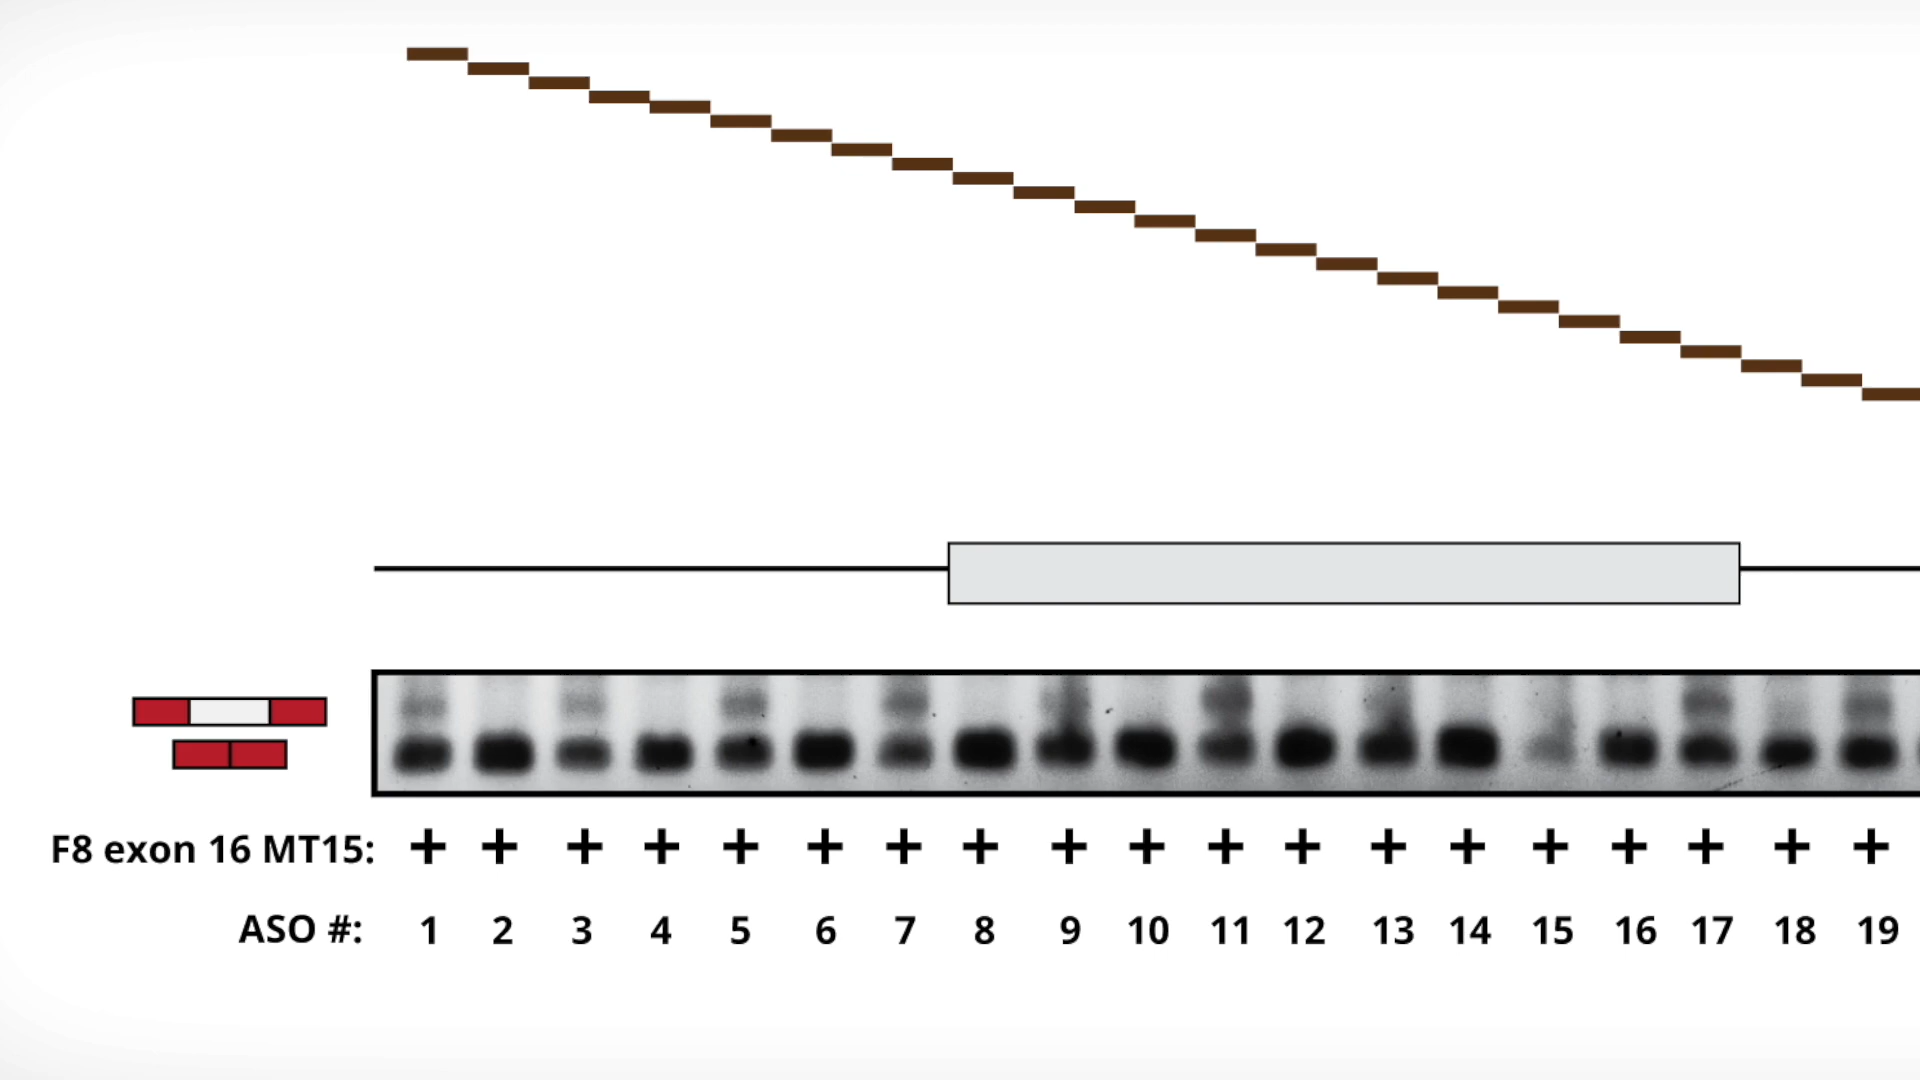 F8 exon 16 MT15: + + + + + + + + + + + + + + + + + + +
ASO #: 1 2 3 4 5 6 7 8 9 10 11 12 13 14 15 16 17 18 19